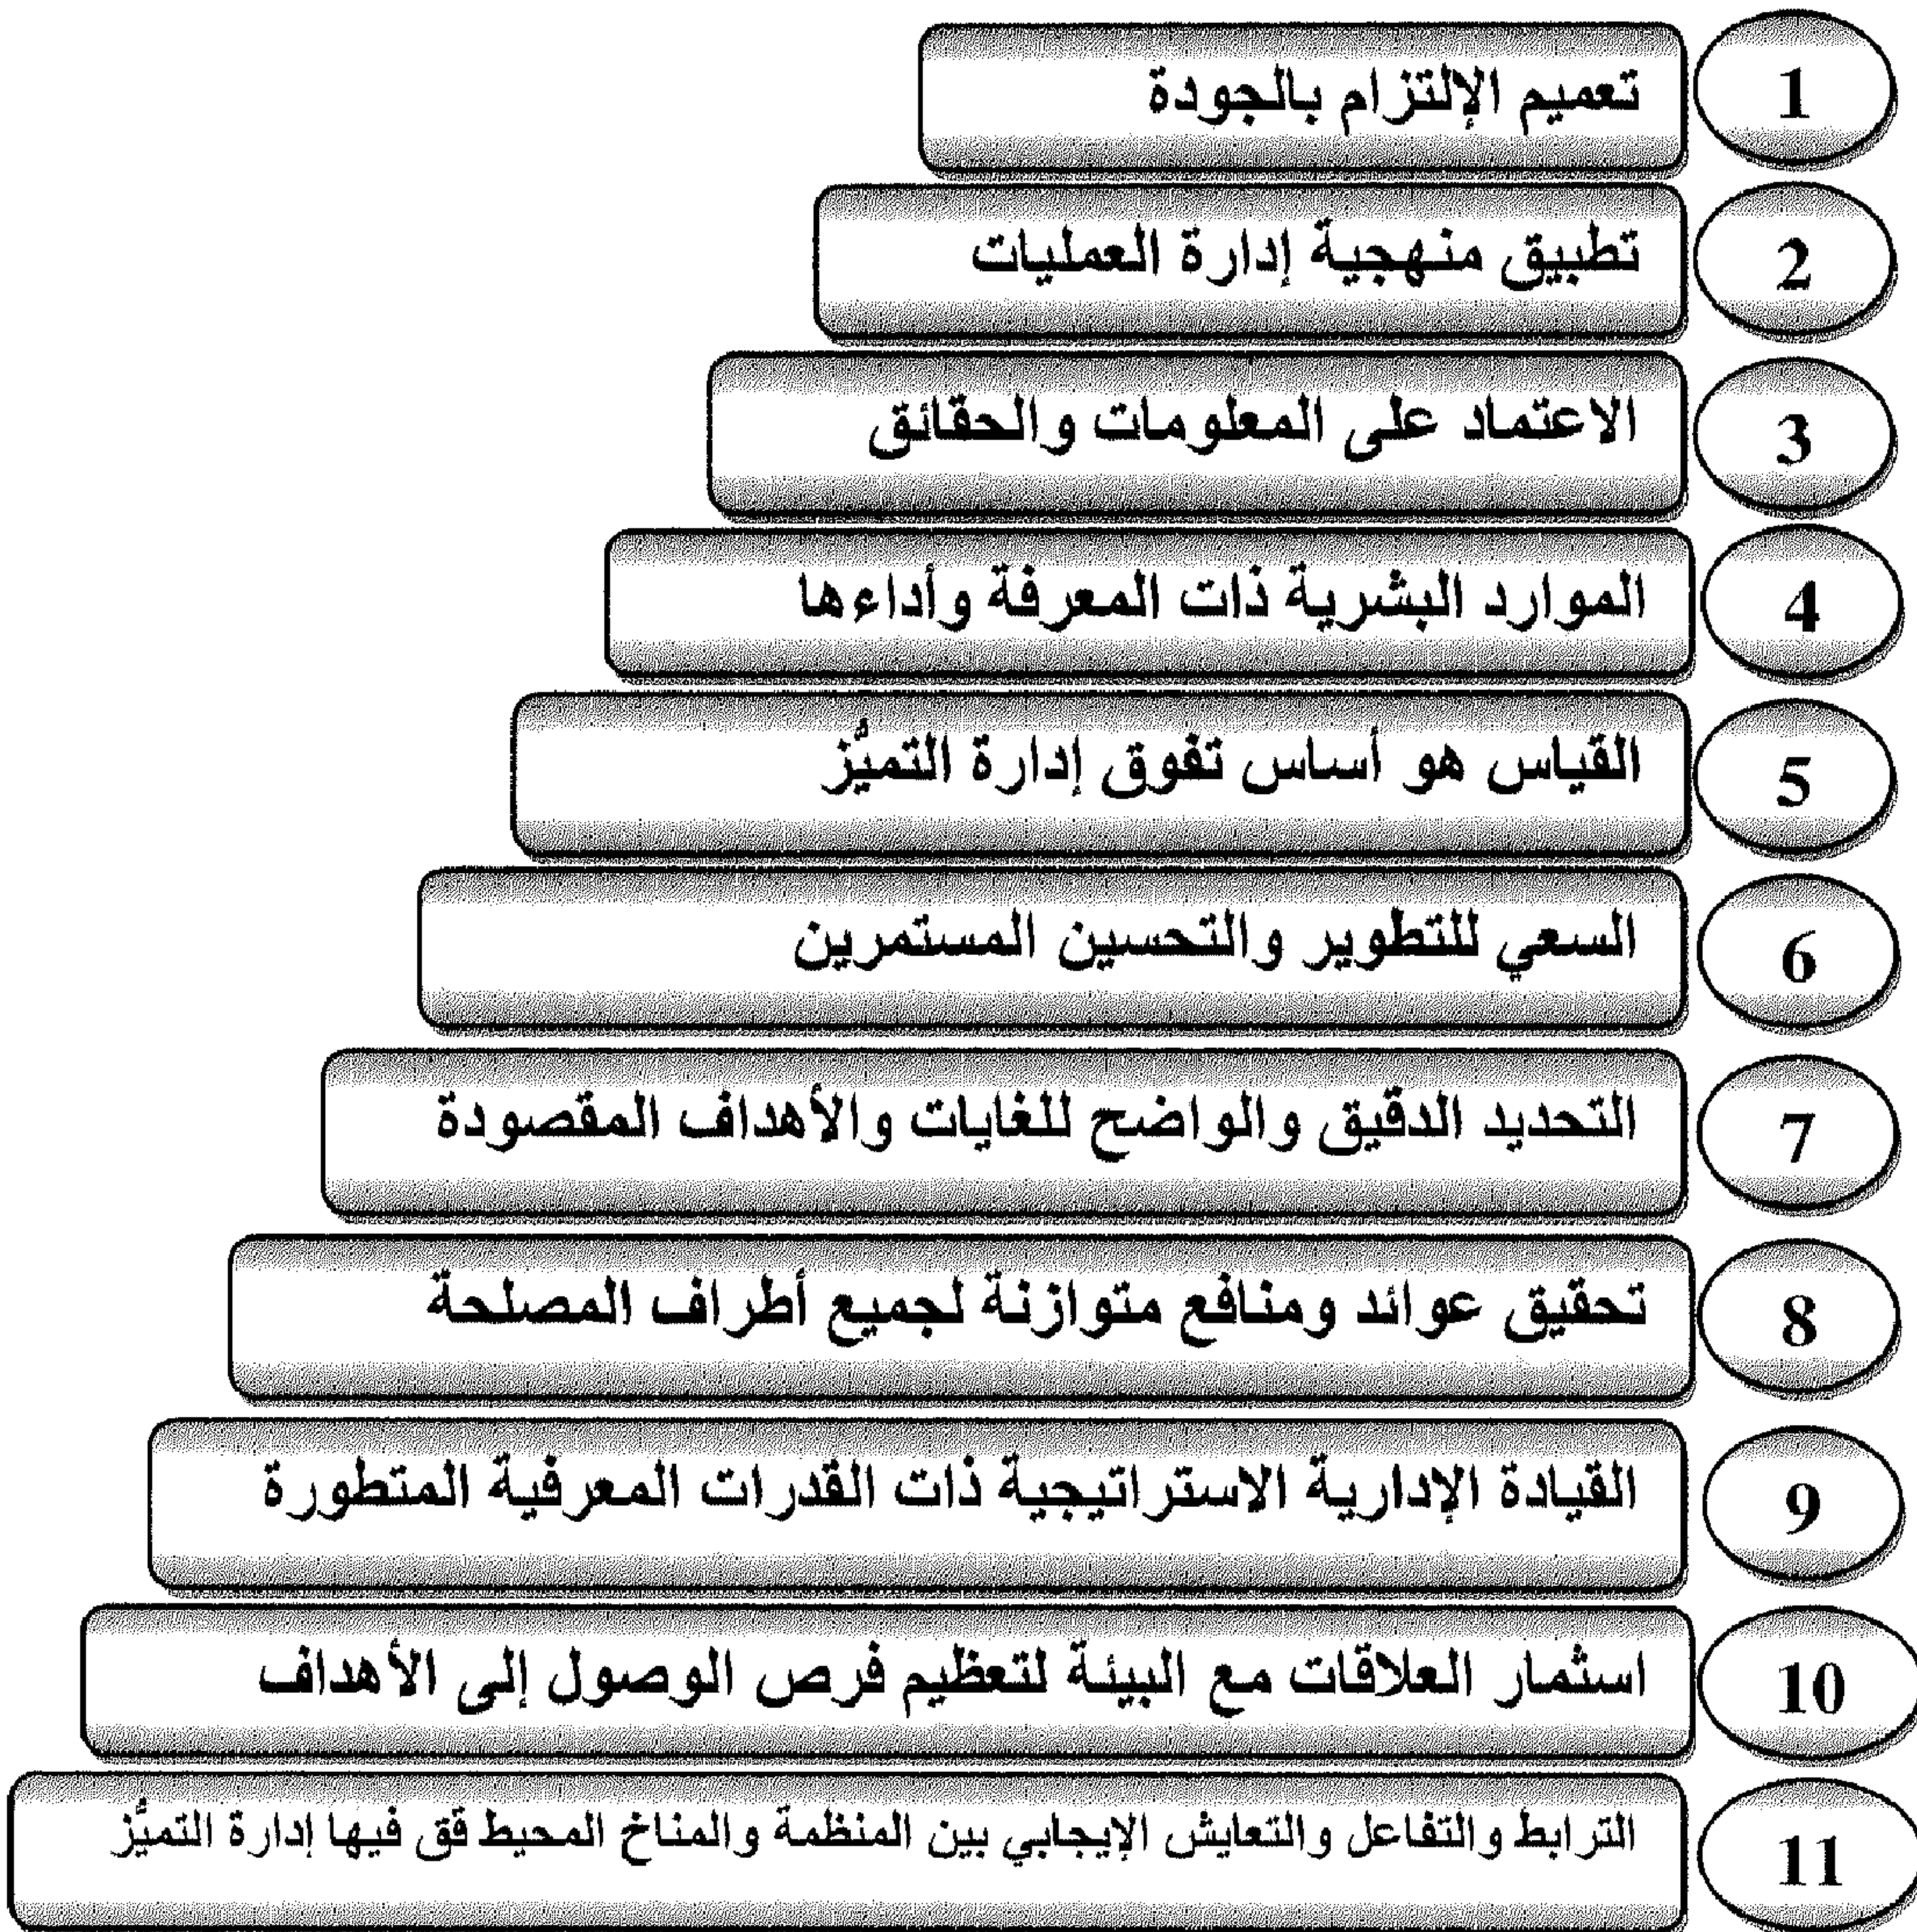 1 تعميم الإلتزام بالجودة
2 تطبيق منهجية إدارة العمليات
3 الاعتماد على المعلومات والحقائق
4 الموارد البشرية ذات المعرفة وأداءها
5 القياس هو أساس تفوق إدارة التميُّز
6 السعي للتطوير والتحسين المستمرين
7 التحديد الدقيق والواضح للغايات والأهداف المقصودة
8 تحقيق عوائد ومنافع متوازنة لجميع أطراف المصلحة
9 القيادة الإدارية الاستراتيجية ذات القدرات المعرفية المتطورة
10 استثمار العلاقات مع البيئة لتعظيم فرص الوصول إلى الأهداف
11 الترابط والتفاعل والتعايش الإيجابي بين المنظمة والمناخ المحيط قق فيها إدارة التميُّز